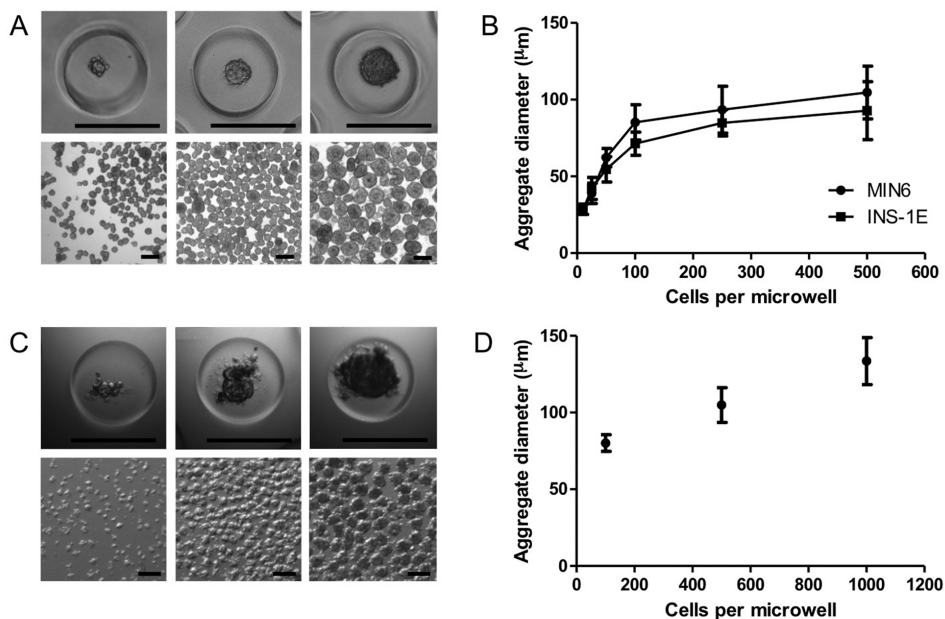 A
B
Aggregate diameter (μm)
150
100
50
0
0 100 200 300 400 500 600
Cells per microwell
MIN6
INS-1E
C
D
Aggregate diameter (μm)
150
100
50
0
0 200 400 600 800 1000 1200
Cells per microwell